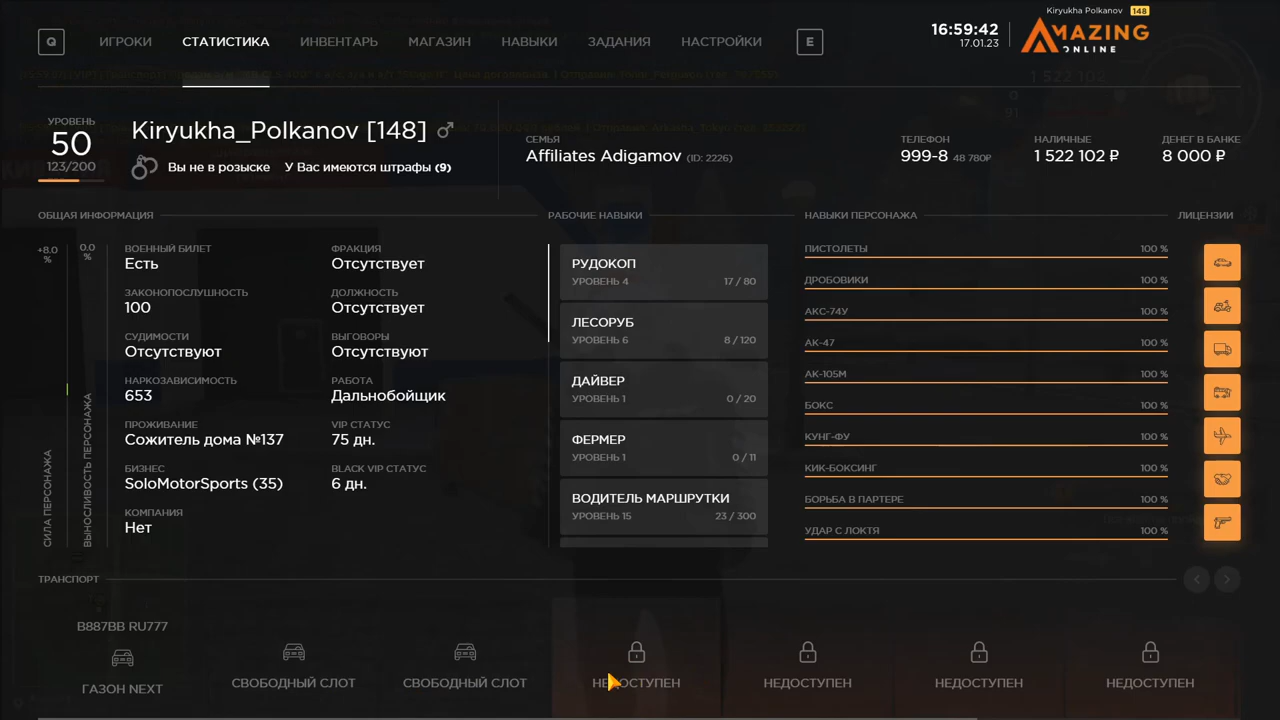 Kiryukha Polkanov 148
Q ИГРОКИ СТАТИСТИКА ИНВЕНТАРЬ МАГАЗИН НАВЫКИ ЗАДАНИЯ НАСТРОЙКИ E
16:59:42
17.01.23
AMAZING
ONLINE
1 522 102
0
91
УРОВЕНЬ
50
123/200
Kiryukha_Polkanov [148]
Вы не в розыске У Вас имеются штрафы (9)
СЕМЬЯ
Affiliates Adigamov (ID: 2226)
ТЕЛЕФОН
999-8 48 780₽
НАЛИЧНЫЕ
1 522 102 ₽
ДЕНЕГ В БАНКЕ
8 000 ₽
ОБЩАЯ ИНФОРМАЦИЯ
+8.0 %
0.0 %
СИЛА ПЕРСОНАЖА
ВЫНОСЛИВОСТЬ ПЕРСОНАЖА
ВОЕННЫЙ БИЛЕТ
Есть
ЗАКОНОПОСЛУШНОСТЬ
100
СУДИМОСТИ
Отсутствуют
НАРКОЗАВИСИМОСТЬ
653
ПРОЖИВАНИЕ
Сожитель дома №137
БИЗНЕС
SoloMotorSports (35)
КОМПАНИЯ
Нет
ФРАКЦИЯ
Отсутствует
ДОЛЖНОСТЬ
Отсутствует
ВЫГОВОРЫ
Отсутствуют
РАБОТА
Дальнобойщик
VIP СТАТУС
75 дн.
BLACK VIP СТАТУС
6 дн.
РАБОЧИЕ НАВЫКИ
РУДОКОП
УРОВЕНЬ 4 17 / 80
ЛЕСОРУБ
УРОВЕНЬ 6 8 / 120
ДАЙВЕР
УРОВЕНЬ 1 0 / 20
ФЕРМЕР
УРОВЕНЬ 1 0 / 11
ВОДИТЕЛЬ МАРШРУТКИ
УРОВЕНЬ 15 23 / 300
НАВЫКИ ПЕРСОНАЖА
ПИСТОЛЕТЫ 100 %
ДРОБОВИКИ 100 %
АКС-74У 100 %
АК-47 100 %
АК-105М 100 %
БОКС 100 %
КУНГ-ФУ 100 %
КИК-БОКСИНГ 100 %
БОРЬБА В ПАРТЕРЕ 100 %
УДАР С ЛОКТЯ 100 %
ЛИЦЕНЗИИ
ТРАНСПОРТ
B887BB RU777
ГАЗОН NEXT
СВОБОДНЫЙ СЛОТ
СВОБОДНЫЙ СЛОТ
НЕДОСТУПЕН
НЕДОСТУПЕН
НЕДОСТУПЕН
НЕДОСТУПЕН